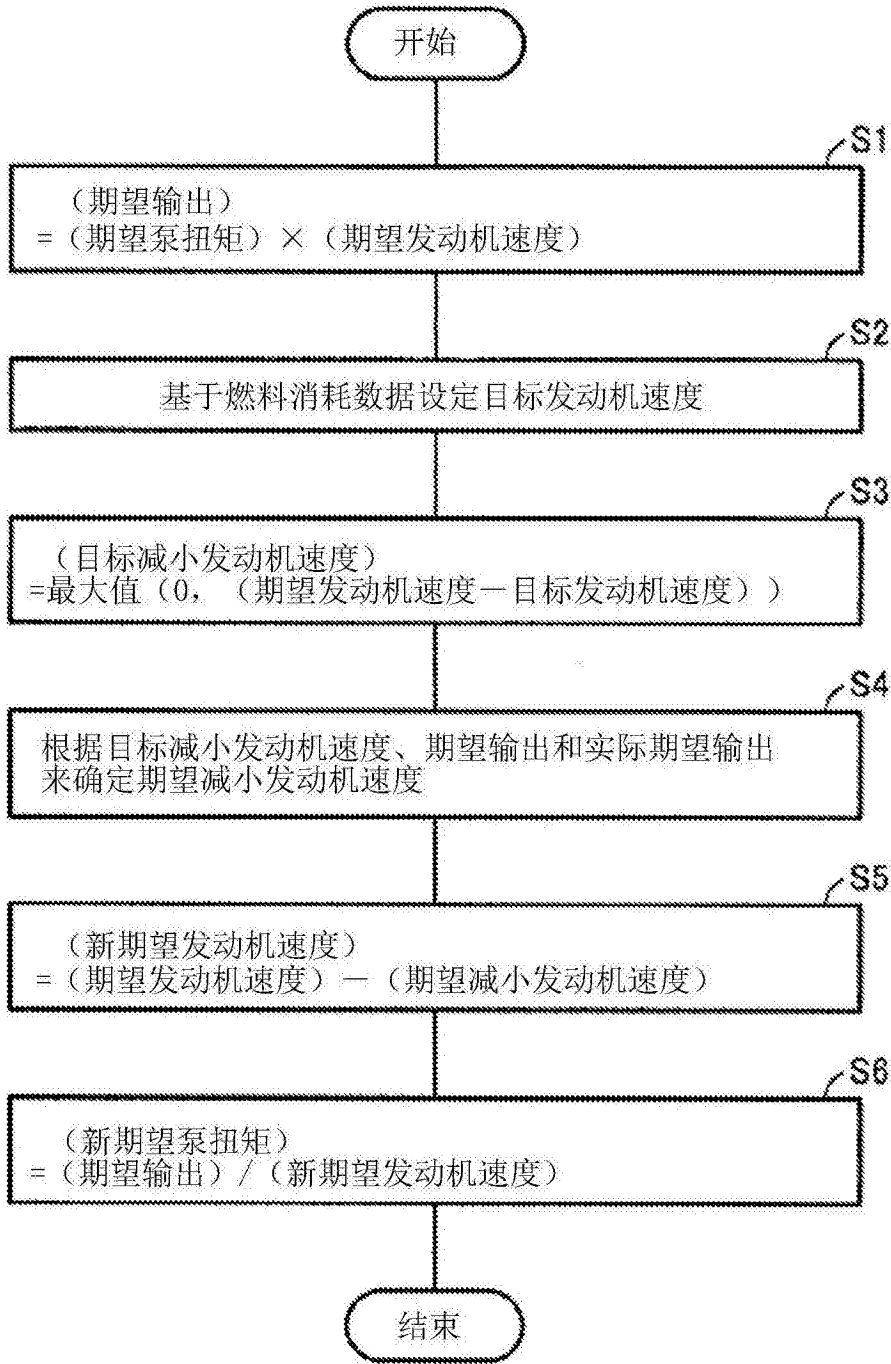 开始
S1
（期望输出）
=（期望泵扭矩）×（期望发动机速度）
S2
基于燃料消耗数据设定目标发动机速度
S3
（目标减小发动机速度）
=最大值（0，（期望发动机速度－目标发动机速度））
S4
根据目标减小发动机速度、期望输出和实际期望输出
来确定期望减小发动机速度
S5
（新期望发动机速度）
=（期望发动机速度）－（期望减小发动机速度）
S6
（新期望泵扭矩）
=（期望输出）/（新期望发动机速度）
结束